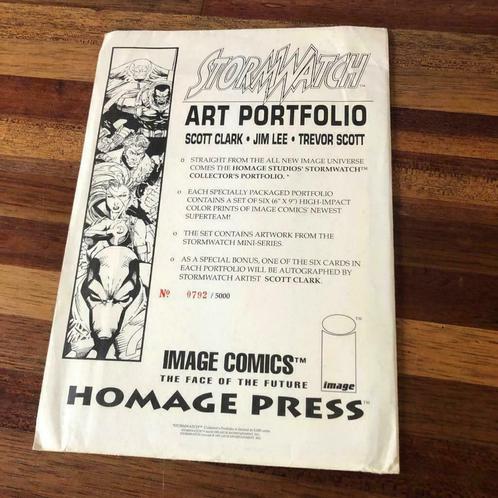 STORMWATCH™
ART PORTFOLIO
SCOTT CLARK • JIM LEE • TREVOR SCOTT
o STRAIGHT FROM THE ALL NEW IMAGE UNIVERSE
COMES THE HOMAGE STUDIOS' STORMWATCH™
COLLECTOR'S PORTFOLIO. *
o EACH SPECIALLY PACKAGED PORTFOLIO
CONTAINS A SET OF SIX (6" X 9") HIGH-IMPACT
COLOR PRINTS OF IMAGE COMICS' NEWEST
SUPERTEAM!
o THE SET CONTAINS ARTWORK FROM THE
STORMWATCH MINI-SERIES.
o AS A SPECIAL BONUS, ONE OF THE SIX CARDS IN
EACH PORTFOLIO WILL BE AUTOGRAPHED BY
STORMWATCH ARTIST SCOTT CLARK.
Nº 0792 / 5000
™
image
IMAGE COMICS™
THE FACE OF THE FUTURE
HOMAGE PRESS™